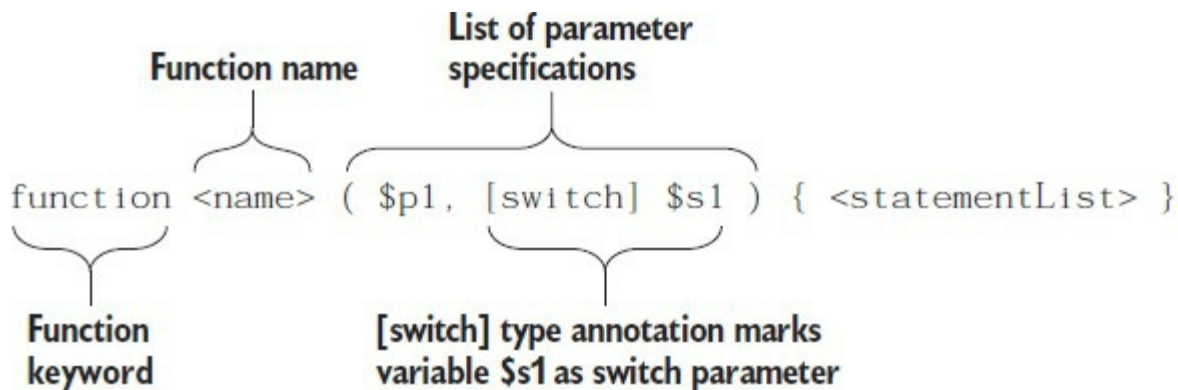 List of parameter
Function name specifications
function <name> ( $p1, [switch] $s1 ) { <statementList> }
Function [switch] type annotation marks
keyword variable $s1 as switch parameter